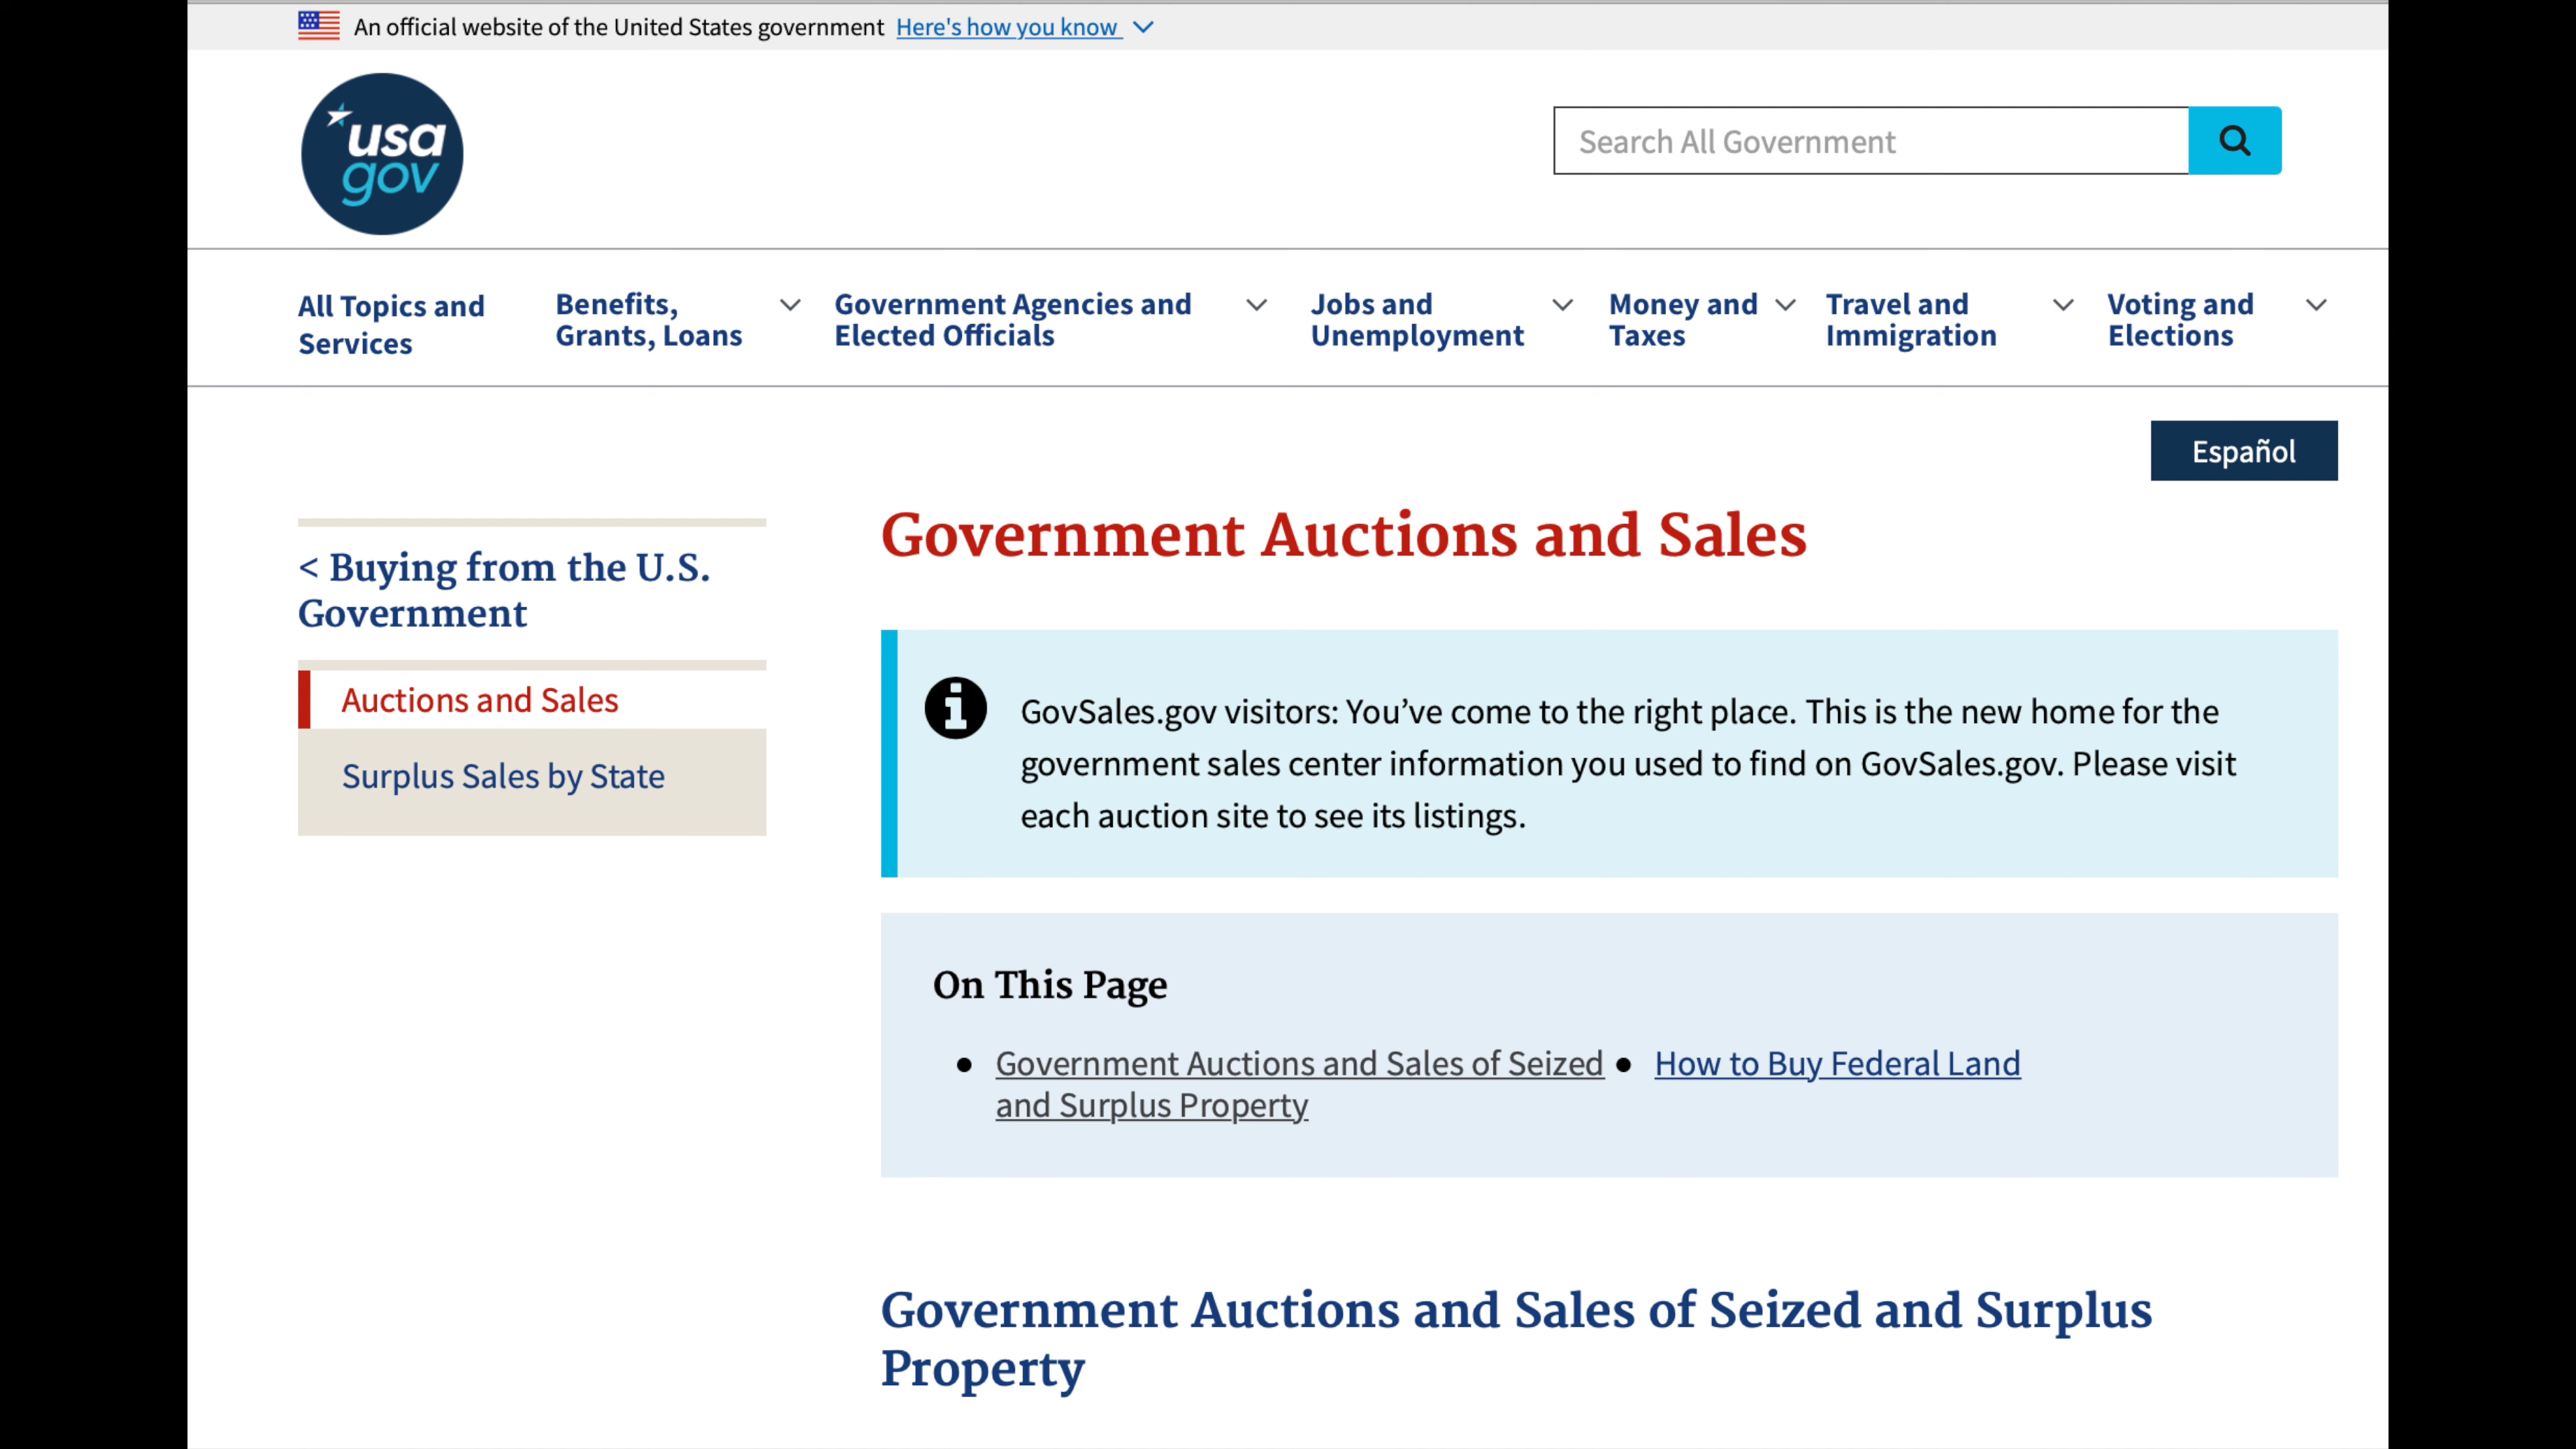 An official website of the United States government Here's how you know
usa
gov
Search All Government
All Topics and
Services
Benefits,
Grants, Loans
Government Agencies and
Elected Officials
Jobs and
Unemployment
Money and
Taxes
Travel and
Immigration
Voting and
Elections
Español
< Buying from the U.S.
Government
Auctions and Sales
Surplus Sales by State
Government Auctions and Sales
GovSales.gov visitors: You’ve come to the right place. This is the new home for the
government sales center information you used to find on GovSales.gov. Please visit
each auction site to see its listings.
On This Page
• Government Auctions and Sales of Seized
and Surplus Property
• How to Buy Federal Land
Government Auctions and Sales of Seized and Surplus
Property